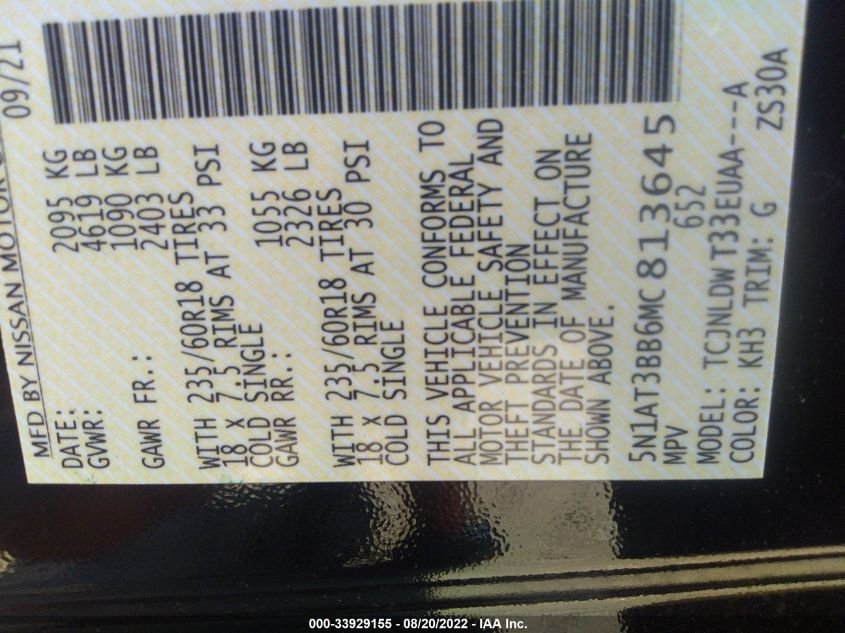 MFD BY NISSAN MOTOR
DATE: 09/21
GVWR: 2095 KG
4619 LB
GAWR FR.: 1090 KG
2403 LB
WITH 235/60R18 TIRES
18 X 7.5 RIMS AT 33 PSI
COLD SINGLE
GAWR RR.: 1055 KG
2326 LB
WITH 235/60R18 TIRES
18 X 7.5 RIMS AT 30 PSI
COLD SINGLE
THIS VEHICLE CONFORMS TO
ALL APPLICABLE FEDERAL
MOTOR VEHICLE SAFETY AND
THEFT PREVENTION
STANDARDS IN EFFECT ON
THE DATE OF MANUFACTURE
SHOWN ABOVE.
5N1AT3BB6MC813645
MPV 652
MODEL: TCJNLDWT33EUAA---A
COLOR: KH3 TRIM: G ZS30A
000-33929155 - 08/20/2022 - IAA Inc.